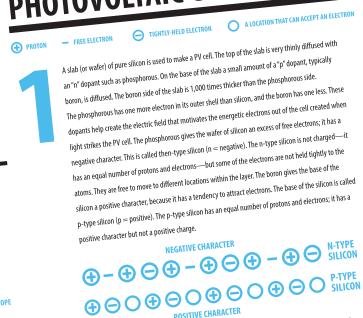 PHOTOVOLTAIC
PROTON
FREE ELECTRON
TIGHTLY-HELD ELECTRON
A LOCATION THAT CAN ACCEPT AN ELECTRON
1
A slab (or wafer) of pure silicon is used to make a PV cell. The top of the slab is very thinly diffused with
an “n” dopant such as phosphorous. On the base of the slab a small amount of a “p” dopant, typically
boron, is diffused. The boron side of the slab is 1,000 times thicker than the phosphorous side.
The phosphorous has one more electron in its outer shell than silicon, and the boron has one less. These
dopants help create the electric field that motivates the energetic electrons out of the cell created when
light strikes the PV cell. The phosphorous gives the wafer of silicon an excess of free electrons; it has a
negative character. This is called then-type silicon (n = negative). The n-type silicon is not charged—it
has an equal number of protons and electrons—but some of the electrons are not held tightly to the
atoms. They are free to move to different locations within the layer. The boron gives the base of the
silicon a positive character, because it has a tendency to attract electrons. The base of the silicon is called
p-type silicon (p = positive). The p-type silicon has an equal number of protons and electrons; it has a
positive character but not a positive charge.
NEGATIVE CHARACTER
N-TYPE
SILICON
P-TYPE
SILICON
OPE
POSITIVE CHARACTER